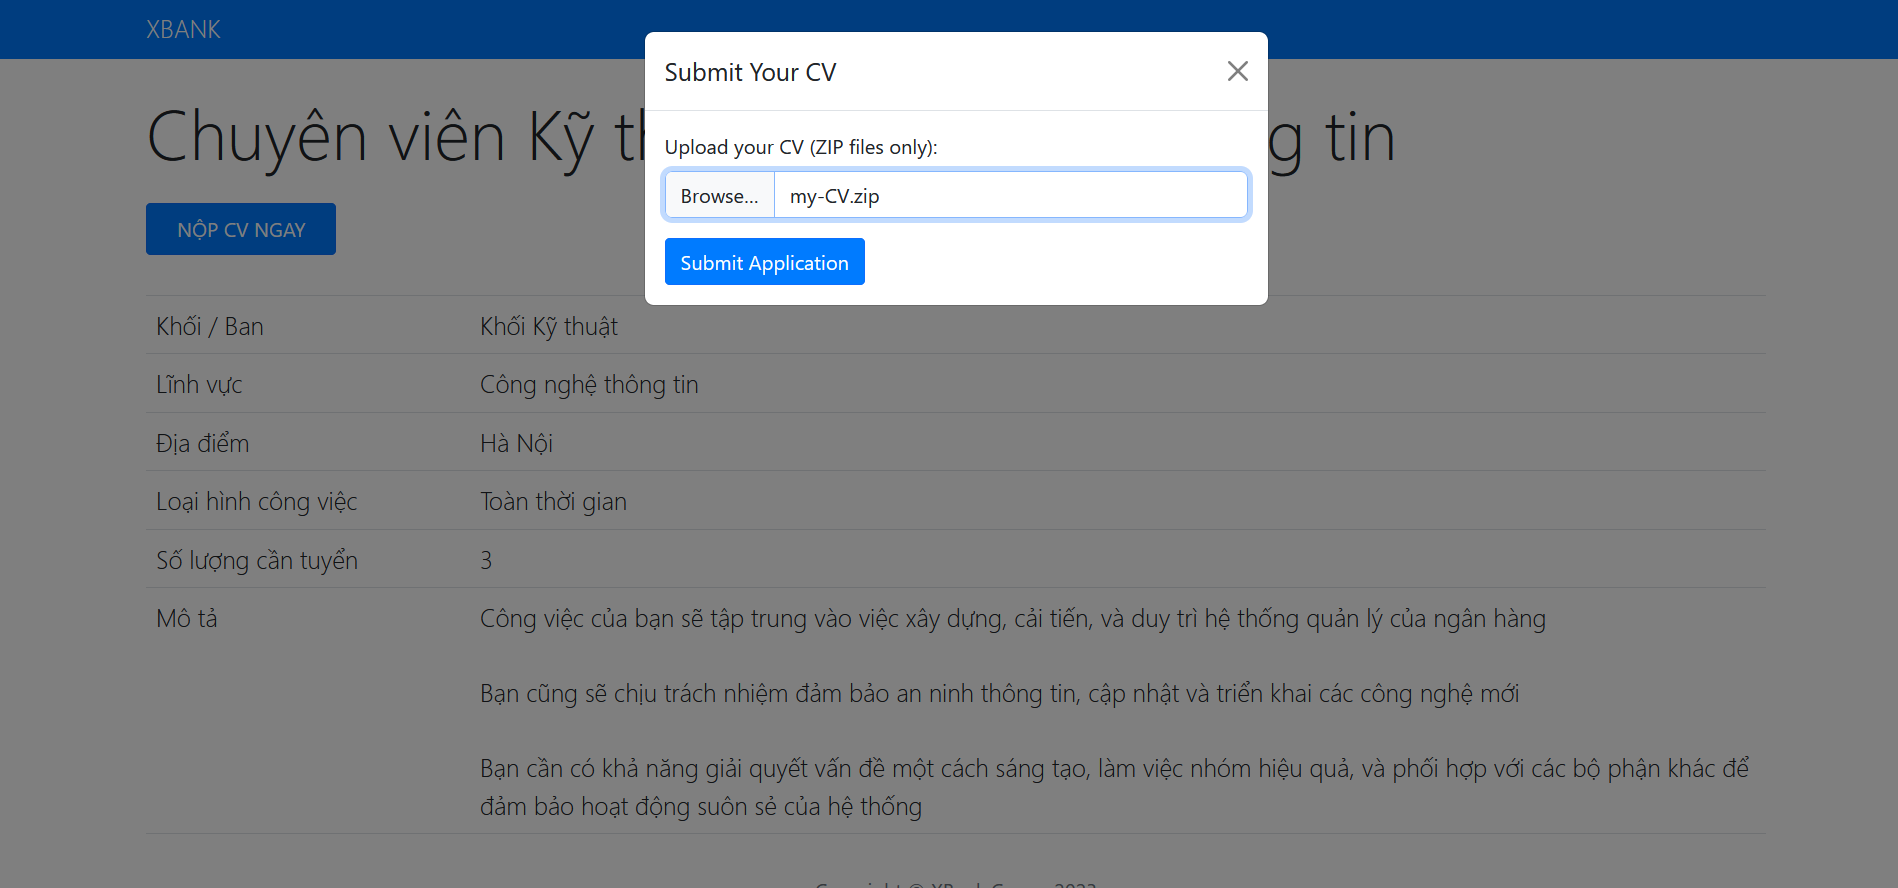 XBANK
Submit Your CV
Chuyên viên Kỹ
tin
Upload your CV (ZIP files only):
Browse...
my-CV.zip
NỘP CV NGAY
Submit Application
Khối / Ban
Khối Kỹ thuật
Lĩnh vực
Công nghệ thông tin
Địa điểm
Hà Nội
Loại hình công việc
Toàn thời gian
Số lượng cần tuyển
3
Mô tả
Công việc của bạn sẽ tập trung vào việc xây dựng, cải tiến, và duy trì hệ thống quản lý của ngân hàng
Bạn cũng sẽ chịu trách nhiệm đảm bảo an ninh thông tin, cập nhật và triển khai các công nghệ mới
Bạn cần có khả năng giải quyết vấn đề một cách sáng tạo, làm việc nhóm hiệu quả, và phối hợp với các bộ phận khác để
đảm bảo hoạt động suôn sẻ của hệ thống